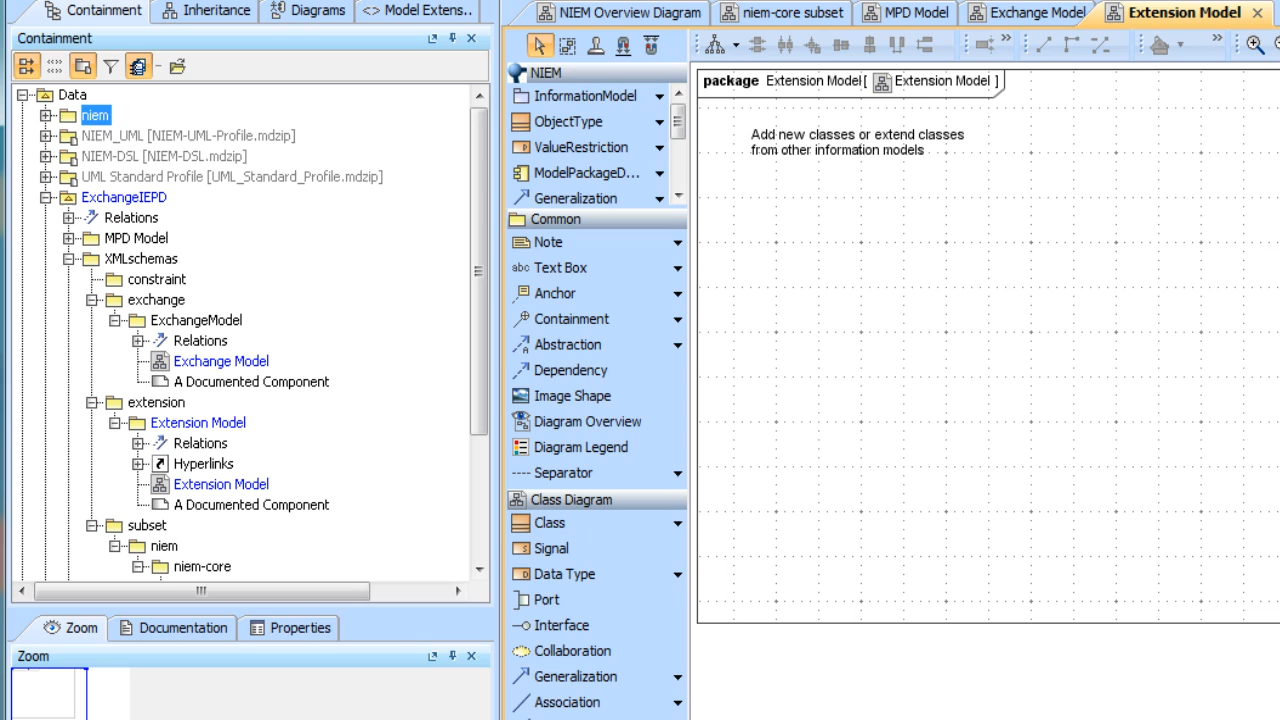 Containment
Inheritance
Diagrams
<> Model Extens..
Containment
Data
niem
NIEM_UML [NIEM-UML-Profile.mdzip]
NIEM-DSL [NIEM-DSL.mdzip]
UML Standard Profile [UML_Standard_Profile.mdzip]
ExchangeIEPD
Relations
MPD Model
XMLschemas
constraint
exchange
ExchangeModel
Relations
Exchange Model
A Documented Component
extension
Extension Model
Relations
Hyperlinks
Extension Model
A Documented Component
subset
niem
niem-core
Zoom
Documentation
Properties
Zoom
NIEM Overview Diagram
niem-core subset
MPD Model
Exchange Model
Extension Model
NIEM
InformationModel
ObjectType
ValueRestriction
ModelPackageD...
Generalization
Common
Note
abc Text Box
Anchor
Containment
Abstraction
Dependency
Image Shape
Diagram Overview
Diagram Legend
Separator
Class Diagram
Class
Signal
Data Type
Port
Interface
Collaboration
Generalization
Association
package Extension Model[ Extension Model ]
Add new classes or extend classes
from other information models